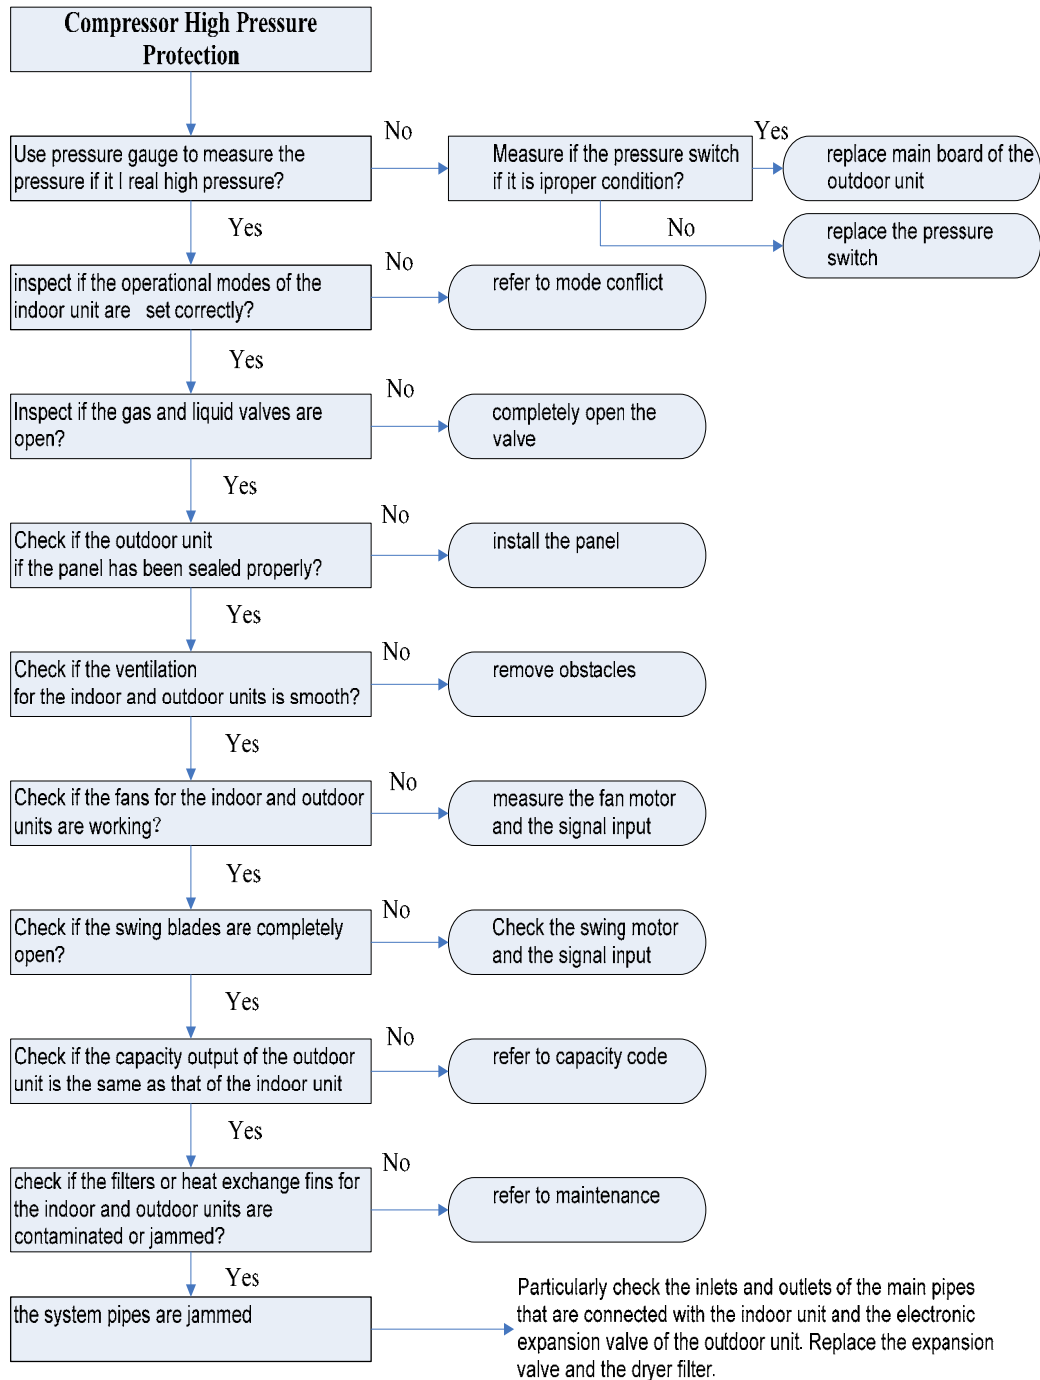 Compressor High Pressure
Protection
Use pressure gauge to measure the
pressure if it I real high pressure?
No
Measure if the pressure switch
if it is iproper condition?
Yes
replace main board of the
outdoor unit
No
replace the pressure
switch
Yes
inspect if the operational modes of the
indoor unit are set correctly?
No
refer to mode conflict
Yes
Inspect if the gas and liquid valves are
open?
No
completely open the
valve
Yes
Check if the outdoor unit
if the panel has been sealed properly?
No
install the panel
Yes
Check if the ventilation
for the indoor and outdoor units is smooth?
No
remove obstacles
Yes
Check if the fans for the indoor and outdoor
units are working?
No
measure the fan motor
and the signal input
Yes
Check if the swing blades are completely
open?
No
Check the swing motor
and the signal input
Yes
Check if the capacity output of the outdoor
unit is the same as that of the indoor unit
No
refer to capacity code
Yes
check if the filters or heat exchange fins for
the indoor and outdoor units are
contaminated or jammed?
No
refer to maintenance
Yes
the system pipes are jammed
Particularly check the inlets and outlets of the main pipes
that are connected with the indoor unit and the electronic
expansion valve of the outdoor unit. Replace the expansion
valve and the dryer filter.